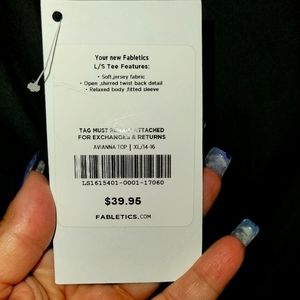 Your new Fabletics
L/S Tee Features:
• Soft jersey fabric
• Open, shirred twist back detail
• Relaxed body, fitted sleeve
TAG MUST REMAIN ATTACHED
FOR EXCHANGES & RETURNS
AVIANNA TOP | XL/14-16
LS1615401-0001-17060
$39.95
FABLETICS.COM